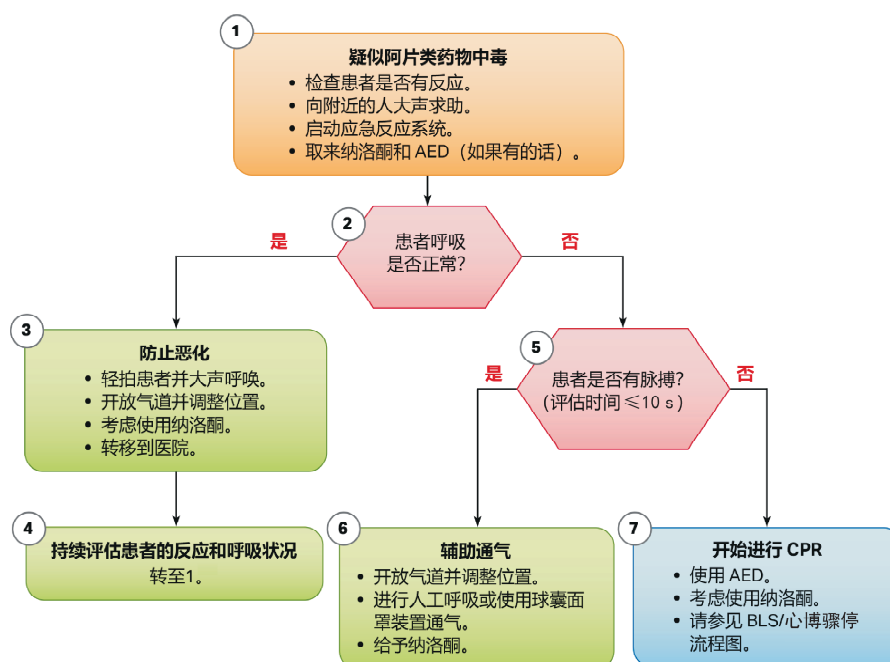 1
疑似阿片类药物中毒
• 检查患者是否有反应。
• 向附近的人大声求助。
• 启动应急反应系统。
• 取来纳洛酮和 AED（如果有的话）。
2
患者呼吸
是否正常？
是
否
3
防止恶化
• 轻拍患者并大声呼唤。
• 开放气道并调整位置。
• 考虑使用纳洛酮。
• 转移到医院。
4
持续评估患者的反应和呼吸状况
转至1。
5
患者是否有脉搏？
（评估时间 ≤10 s）
是
否
6
辅助通气
• 开放气道并调整位置。
• 进行人工呼吸或使用球囊面
罩装置通气。
• 给予纳洛酮。
7
开始进行 CPR
• 使用 AED。
• 考虑使用纳洛酮。
• 请参见 BLS/心博骤停
流程图。